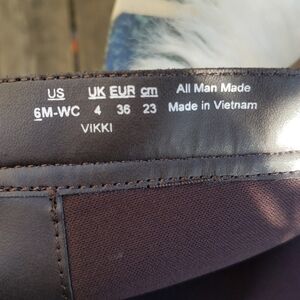 US UK EUR cm All Man Made
6M-WC 4 36 23 Made in Vietnam
VIKKI